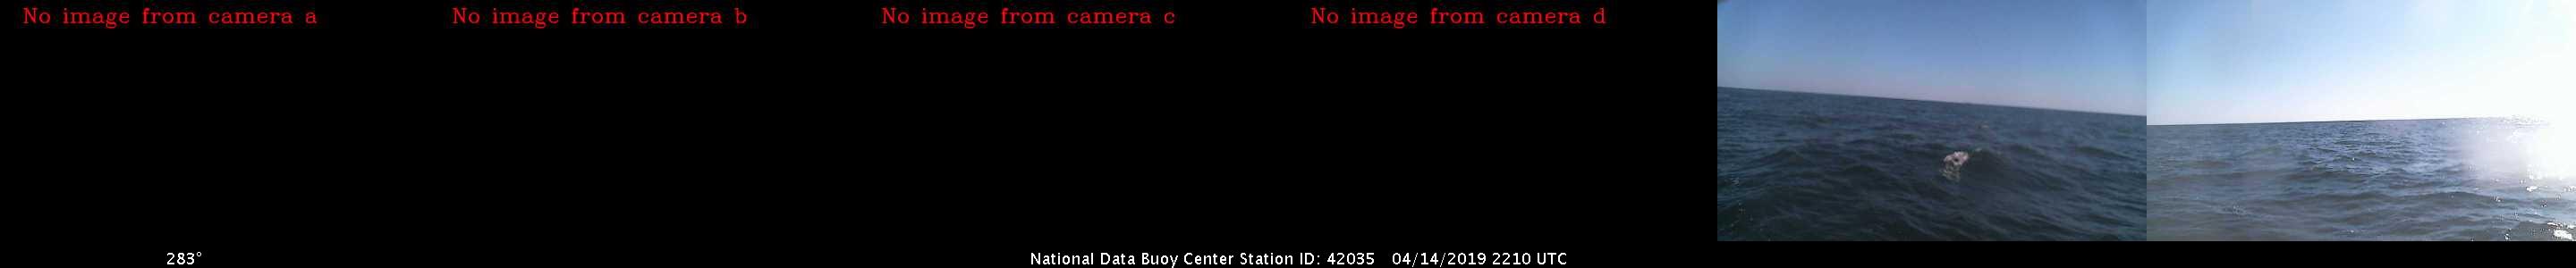 No image from camera a
No image from camera b
No image from camera c
No image from camera d
283°
National Data Buoy Center Station ID: 42035 04/14/2019 2210 UTC